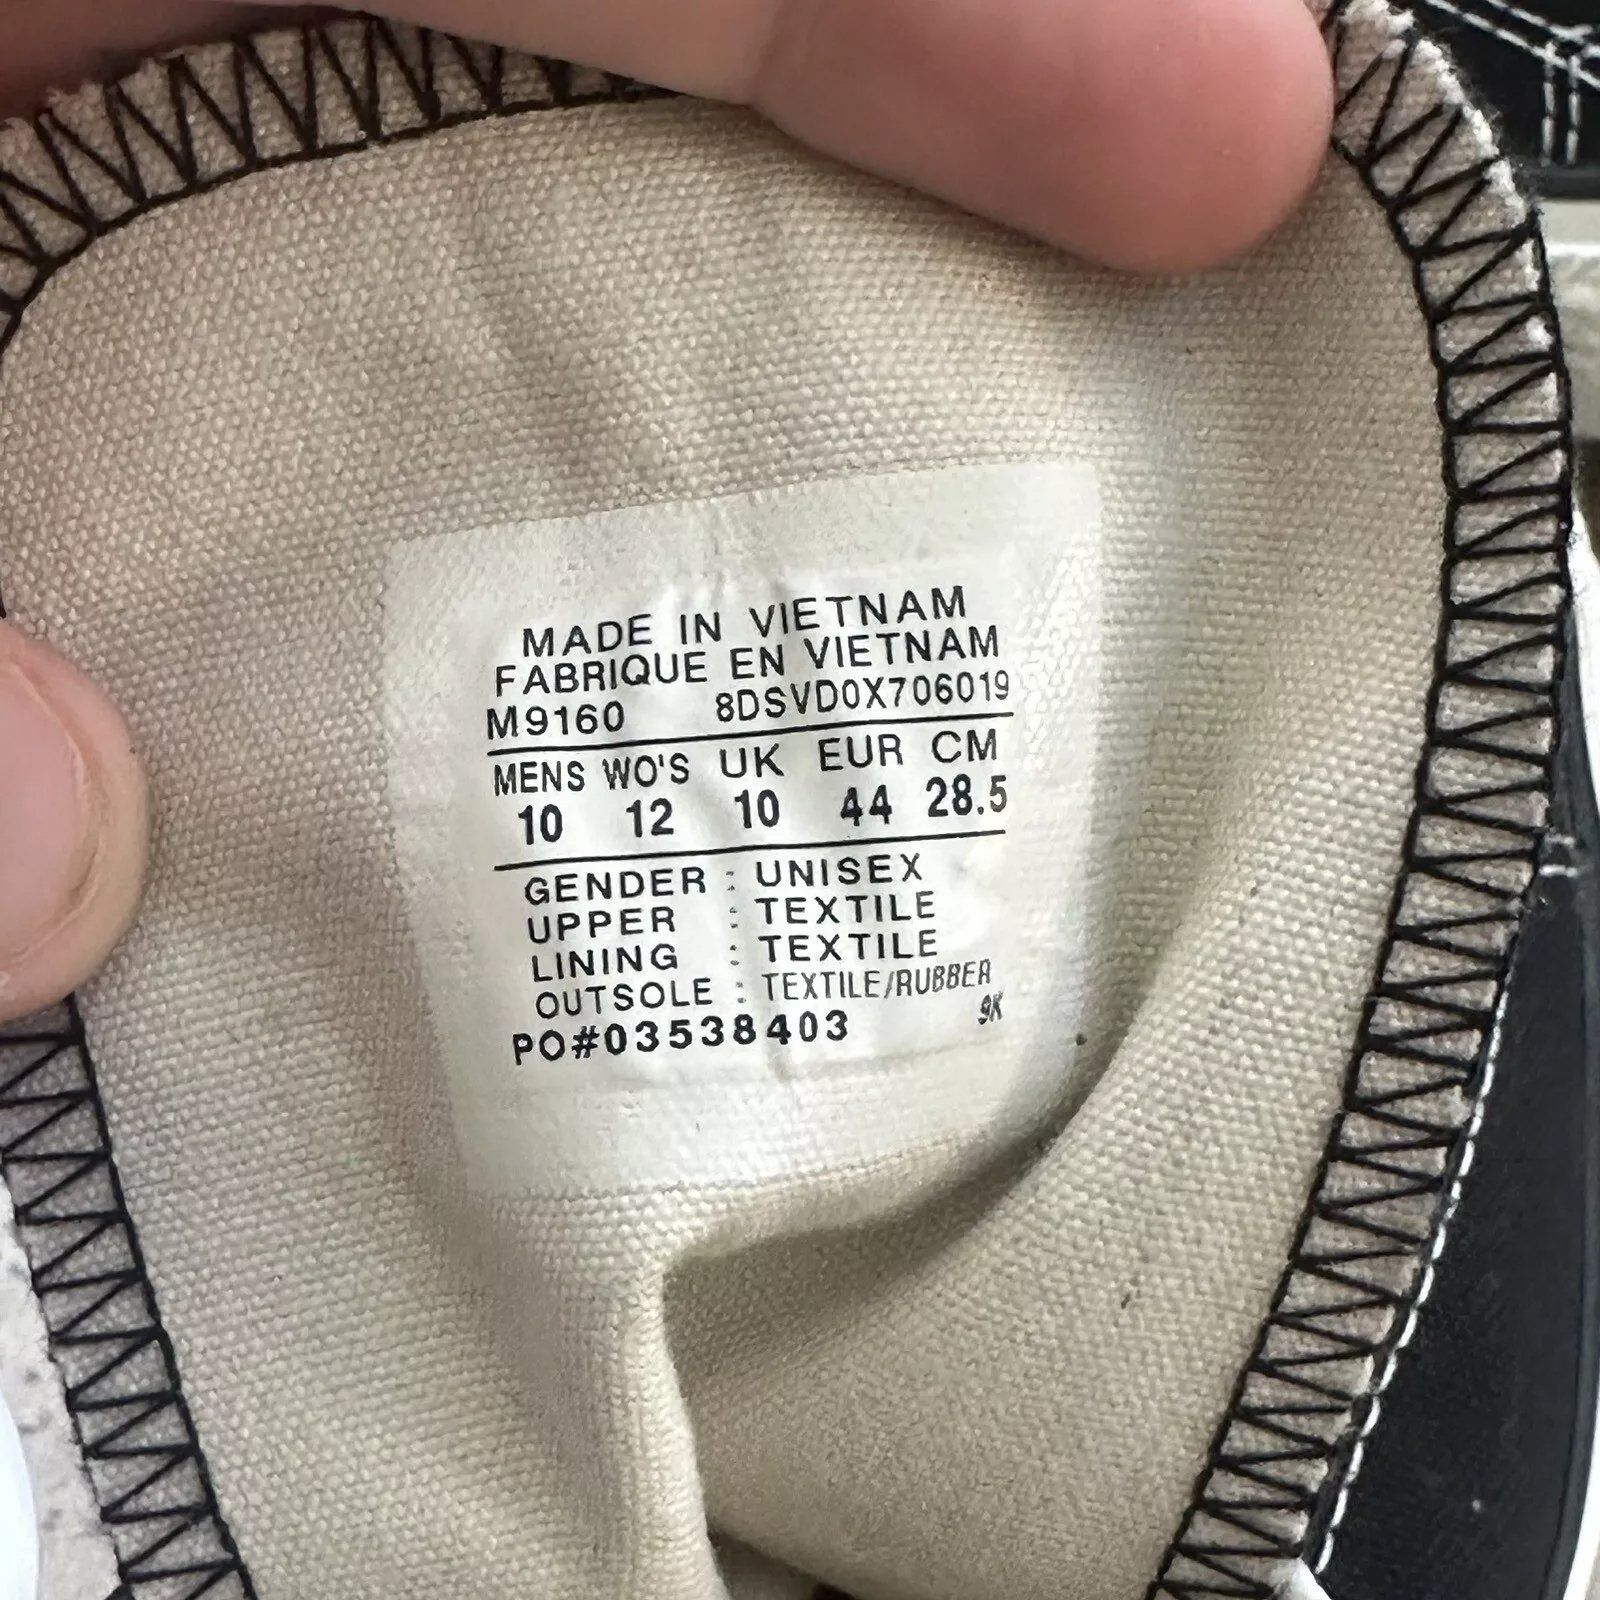 MADE IN VIETNAM
FABRIQUE EN VIETNAM
M9160 8DSVD0X706019
MENS WO'S UK EUR CM
10 12 10 44 28.5
GENDER : UNISEX
UPPER : TEXTILE
LINING : TEXTILE
OUTSOLE : TEXTILE/RUBBER
PO#03538403 9K